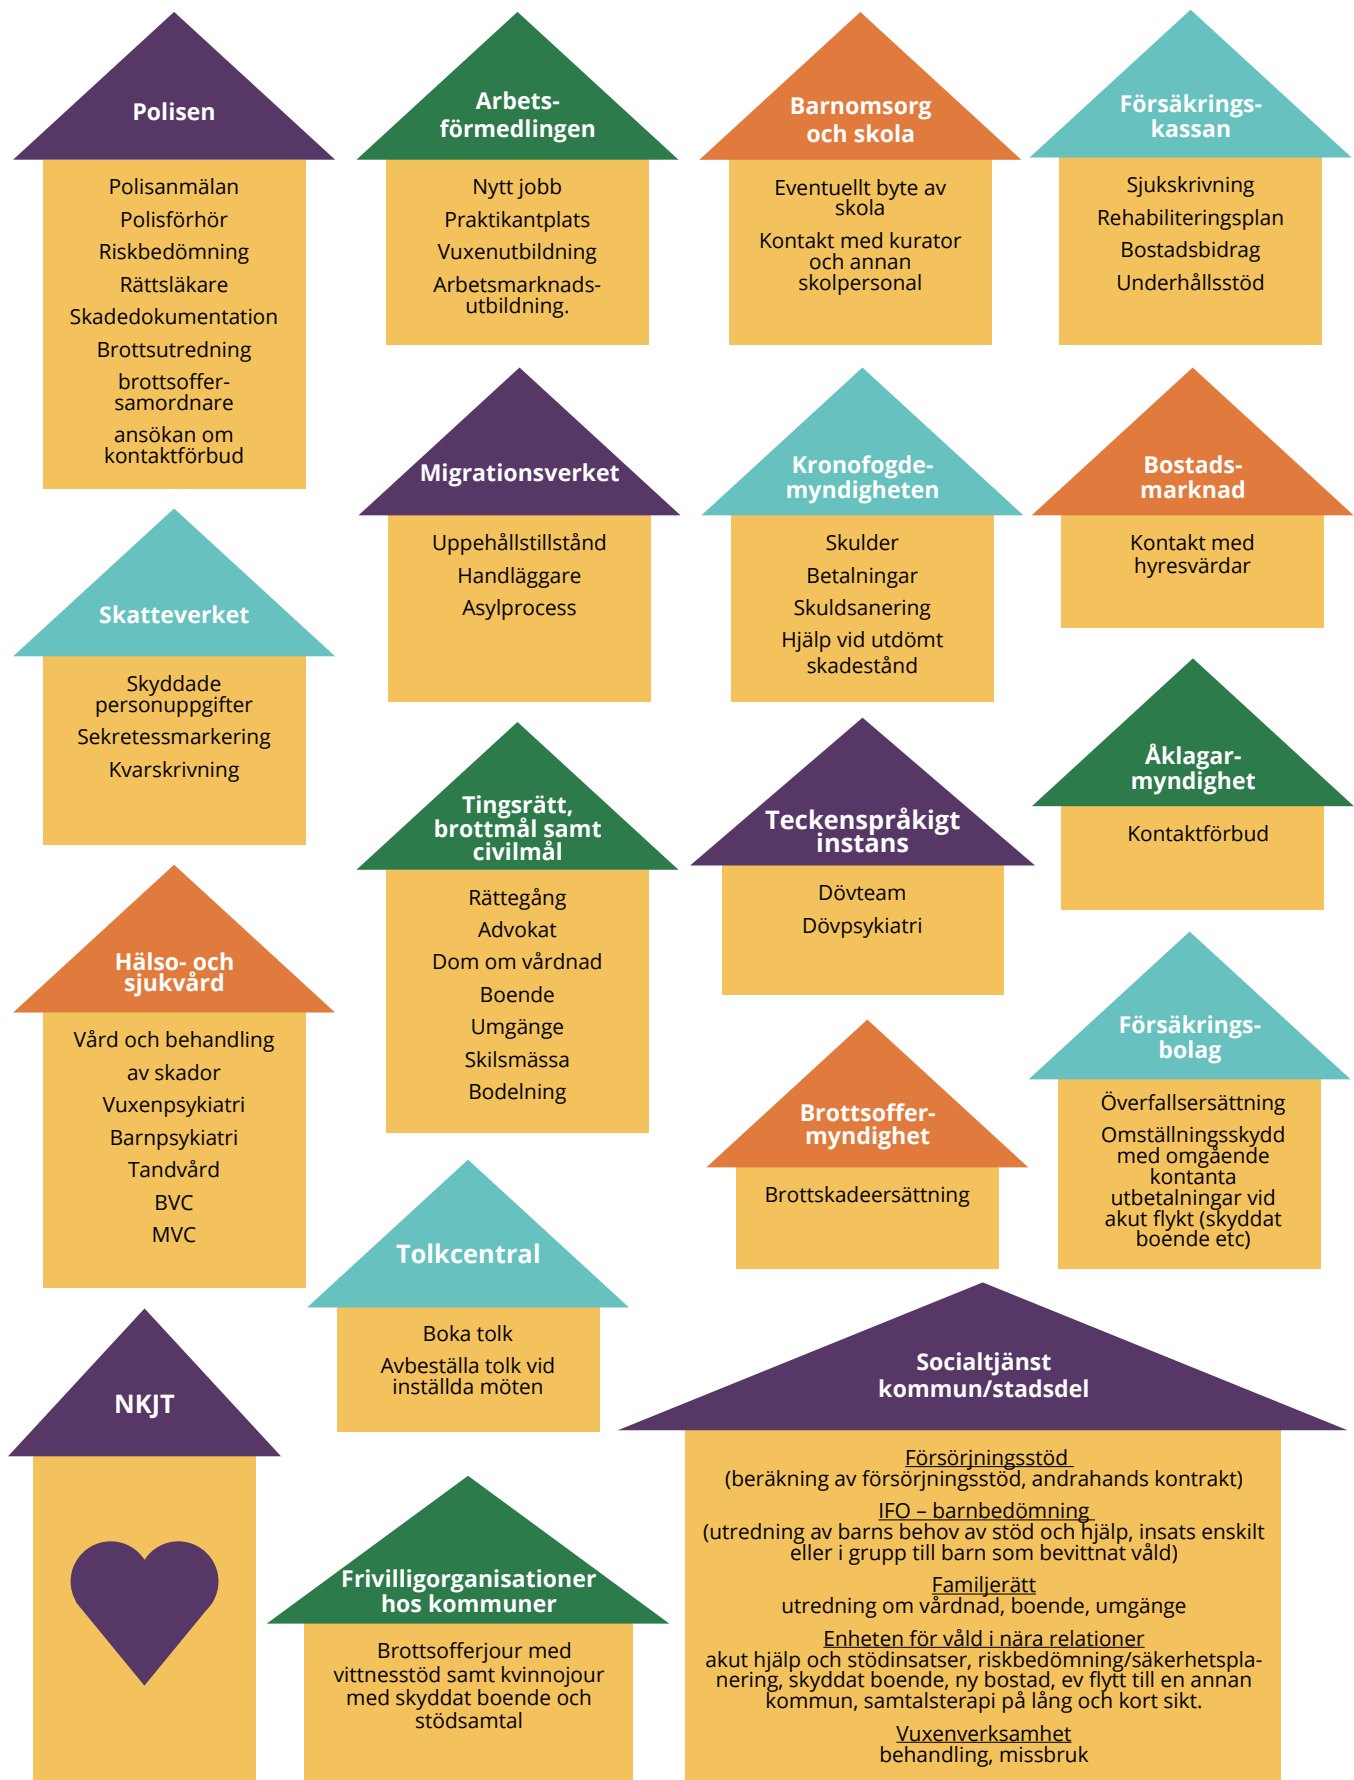 Polisen
Polisanmälan
Polisförhör
Riskbedömning
Rättsläkare
Skadedokumentation
Brottsutredning
brottsoffer-
samordnare
ansökan om
kontaktförbud
Arbets-
förmedlingen
Nytt jobb
Praktikantplats
Vuxenutbildning
Arbetsmarknads-
utbildning.
Barnomsorg
och skola
Eventuellt byte av
skola
Kontakt med kurator
och annan
skolpersonal
Försäkrings-
kassan
Sjukskrivning
Rehabiliteringsplan
Bostadsbidrag
Underhållsstöd
Migrationsverket
Uppehållstillstånd
Handläggare
Asylprocess
Kronofogde-
myndigheten
Skulder
Betalningar
Skuldsanering
Hjälp vid utdömt
skadestånd
Bostads-
marknad
Kontakt med
hyresvärdar
Skatteverket
Skyddade
personuppgifter
Sekretessmarkering
Kvarskrivning
Tingsrätt,
brottmål samt
civilmål
Rättegång
Advokat
Dom om vårdnad
Boende
Umgänge
Skilsmässa
Bodelning
Teckenspråkigt
instans
Dövteam
Dövpsykiatri
Åklagar-
myndighet
Kontaktförbud
Hälso- och
sjukvård
Vård och behandling
av skador
Vuxenpsykiatri
Barnpsykiatri
Tandvård
BVC
MVC
Brottsoffer-
myndighet
Brottskadeersättning
Försäkrings-
bolag
Överfallsersättning
Omställningsskydd
med omgående
kontanta
utbetalningar vid
akut flykt (skyddat
boende etc)
Tolkcentral
Boka tolk
Avbeställa tolk vid
inställda möten
NKJT
Frivilligorganisationer
hos kommuner
Brottsofferjour med
vittnesstöd samt kvinnojour
med skyddat boende och
stödsamtal
Socialtjänst
kommun/stadsdel
Försörjningsstöd
(beräkning av försörjningsstöd, andrahands kontrakt)
IFO – barnbedömning
(utredning av barns behov av stöd och hjälp, insats enskilt
eller i grupp till barn som bevittnat våld)
Familjerätt
utredning om vårdnad, boende, umgänge
Enheten för våld i nära relationer
akut hjälp och stödinsatser, riskbedömning/säkerhetspla-
nering, skyddat boende, ny bostad, ev flytt till en annan
kommun, samtalsterapi på lång och kort sikt.
Vuxenverksamhet
behandling, missbruk